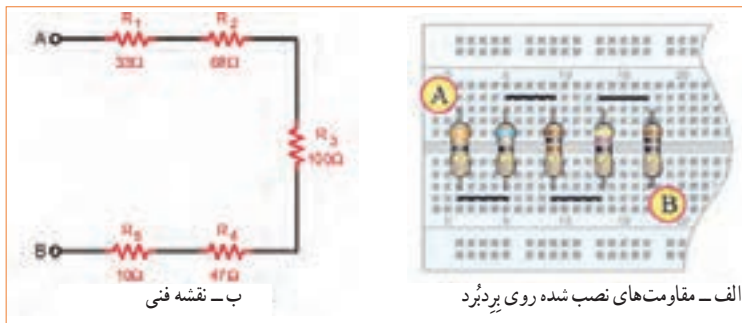 R₁
R₂
A
33Ω
68Ω
R₃
100Ω
R₅
R₄
B
10Ω
47Ω
ب ــ نقشه فنی
A
B
الف ــ مقاومت‌های نصب شده روی بِرِدبُرد